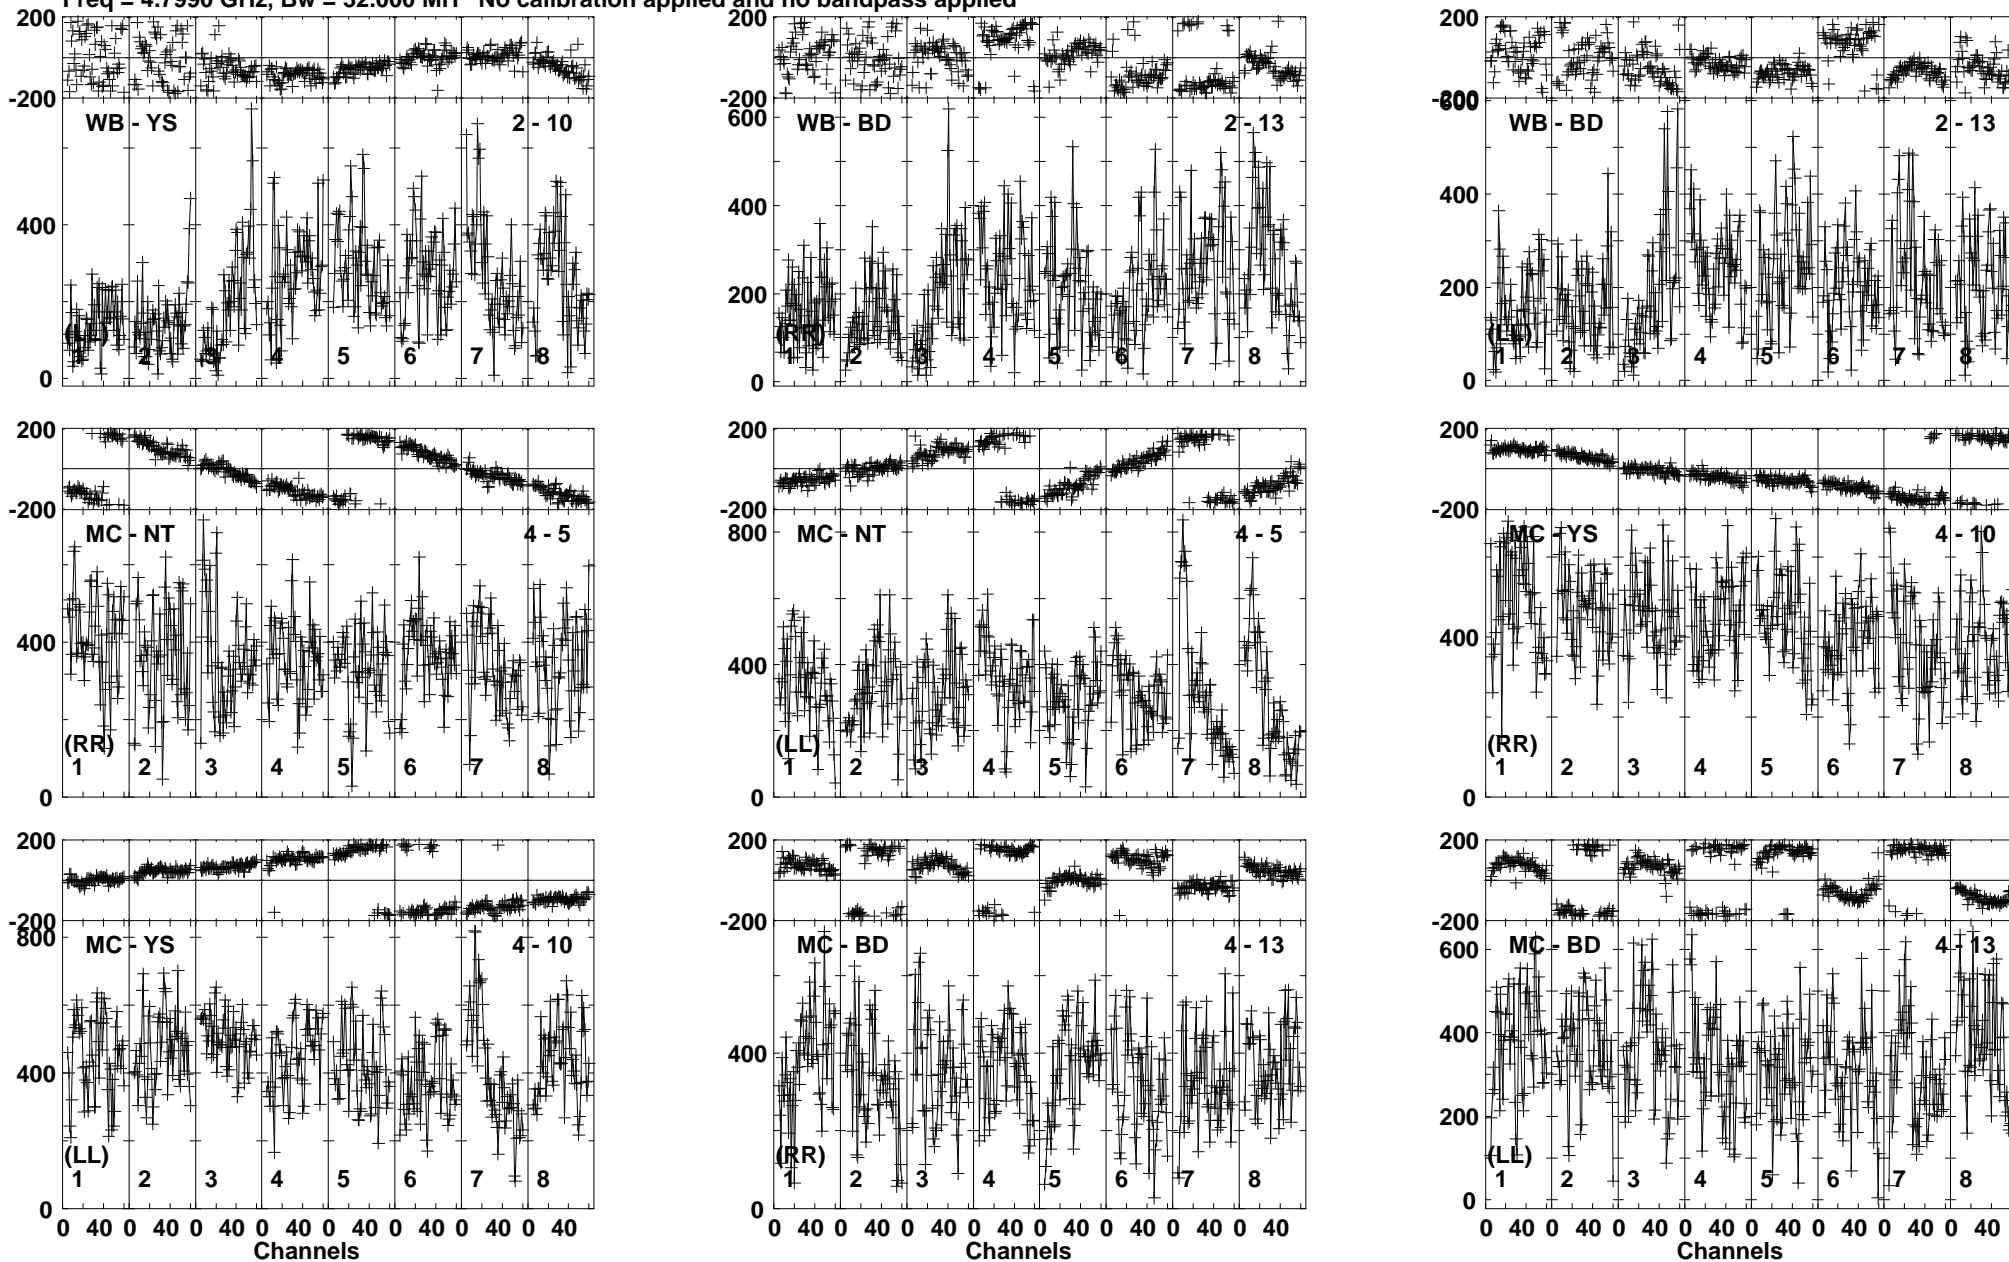 Freq = 4.7990 GHz, Bw = 32.000 MH No calibration applied and no bandpass applied
200 200 200
-200 -200 -200
WB - YS 2 - 10 WB - BD 2 - 13 WB - BD 2 - 13
600 600
400 400 400
200 200
0 0 0
(LL) (RR) (LL)
1 2 3 4 5 6 7 8 1 2 3 4 5 6 7 8 1 2 3 4 5 6 7 8
200 200 200
-200 -200 -200
MC - NT 4 - 5 MC - NT 4 - 5 MC - YS 4 - 10
800
400 400 400
0 0 0
(RR) (LL) (RR)
1 2 3 4 5 6 7 8 1 2 3 4 5 6 7 8 1 2 3 4 5 6 7 8
200 200 200
-200 -200 -200
MC - YS 4 - 10 MC - BD 4 - 13 MC - BD 4 - 13
800 600
400 400 400
200
0 0 0
(LL) (RR) (LL)
1 2 3 4 5 6 7 8 1 2 3 4 5 6 7 8 1 2 3 4 5 6 7 8
0 40 0 40 0 40 0 40 0 40 0 40 0 40 0 40 0 40 0 40 0 40 0 40 0 40 0 40 0 40 0 40 0 40 0 40 0 40 0 40 0 40 0 40 0 40 0 40
Channels Channels Channels